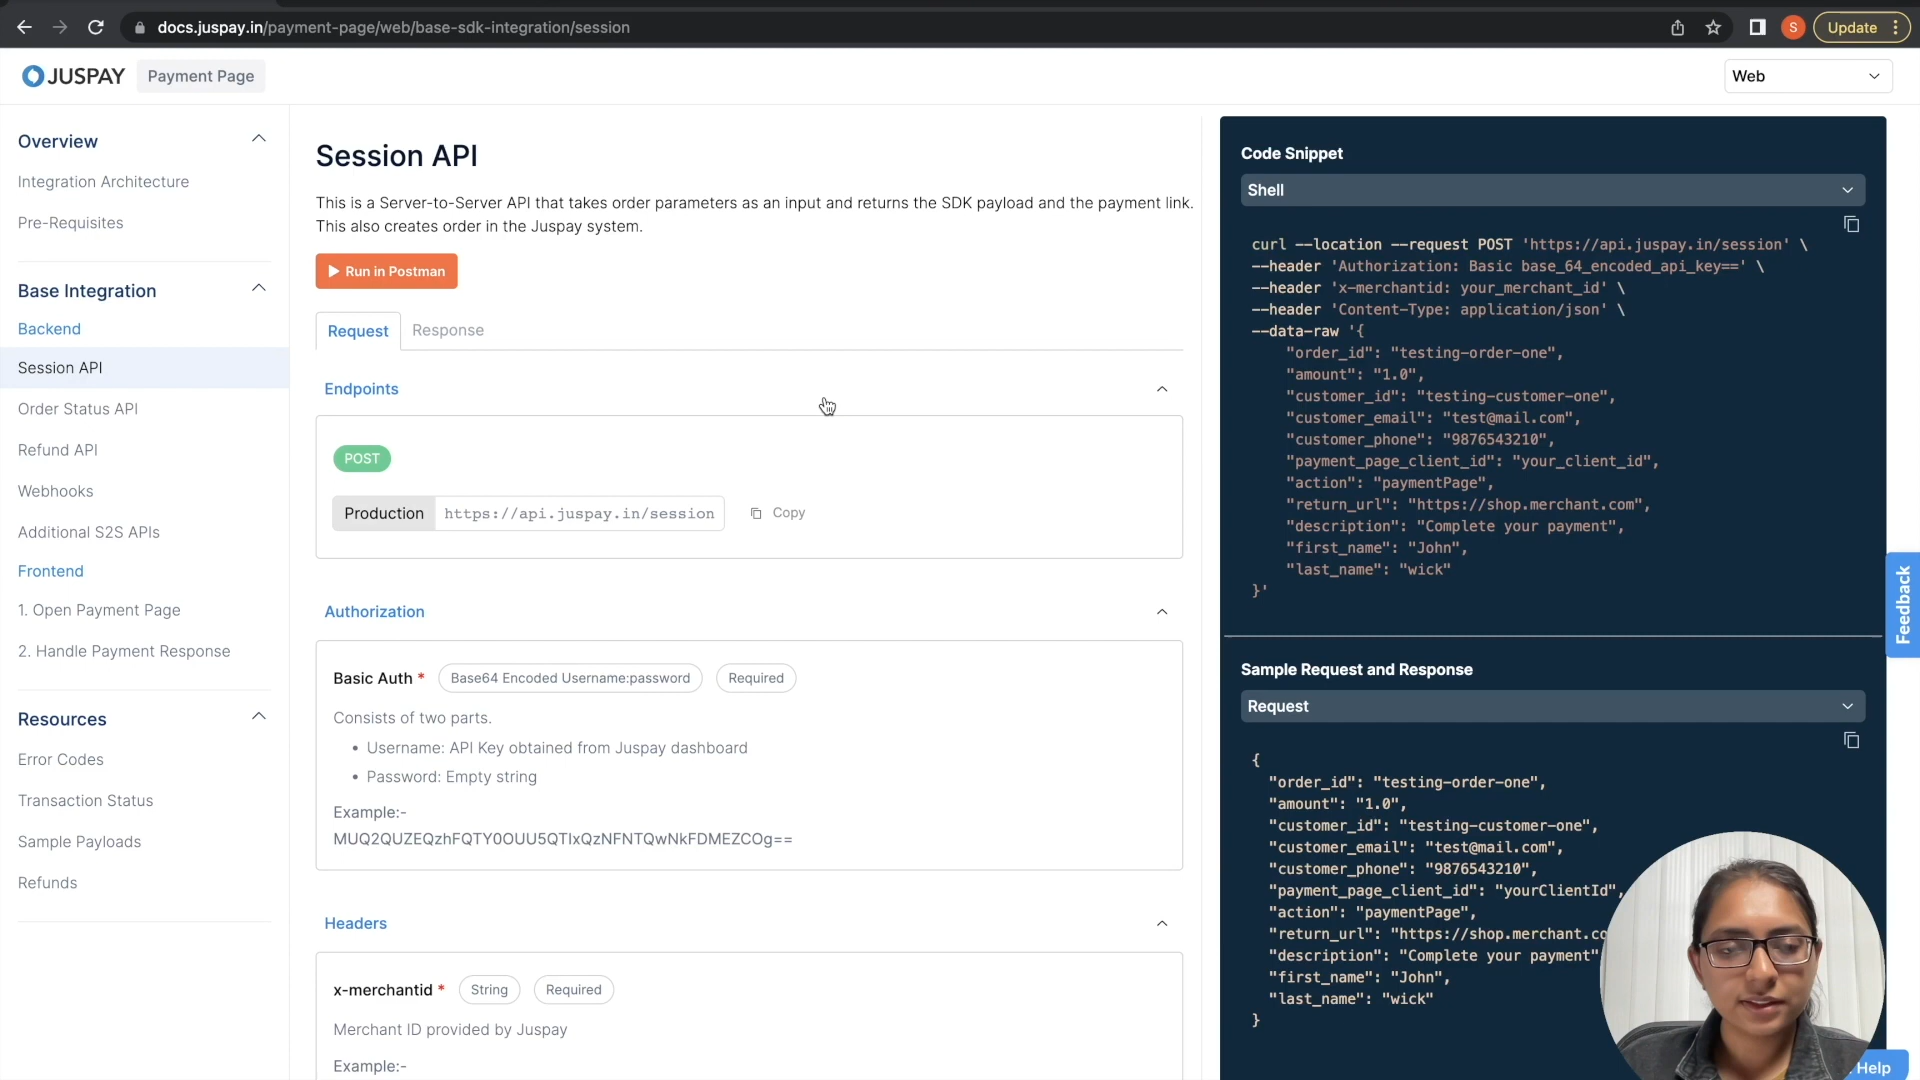 docs.juspay.in/payment-page/web/base-sdk-integration/session
S
Update
JUSPAY
Payment Page
Web
Overview
Integration Architecture
Pre-Requisites
Base Integration
Backend
Session API
Order Status API
Refund API
Webhooks
Additional S2S APIs
Frontend
1. Open Payment Page
2. Handle Payment Response
Resources
Error Codes
Transaction Status
Sample Payloads
Refunds
Session API
This is a Server-to-Server API that takes order parameters as an input and returns the SDK payload and the payment link.
This also creates order in the Juspay system.
Run in Postman
Request
Response
Endpoints
POST
Production
https://api.juspay.in/session
Copy
Authorization
Basic Auth *
Base64 Encoded Username:password
Required
Consists of two parts.
• Username: API Key obtained from Juspay dashboard
• Password: Empty string
Example:-
MUQ2QUZEQzhFQTY0OUU5QTIxQzNFNTQwNkFDMEZCOg==
Headers
x-merchantid *
String
Required
Merchant ID provided by Juspay
Example:-
Code Snippet
Shell
curl --location --request POST 'https://api.juspay.in/session' \
--header 'Authorization: Basic base_64_encoded_api_key==' \
--header 'x-merchantid: your_merchant_id' \
--header 'Content-Type: application/json' \
--data-raw '{
"order_id": "testing-order-one",
"amount": "1.0",
"customer_id": "testing-customer-one",
"customer_email": "test@mail.com",
"customer_phone": "9876543210",
"payment_page_client_id": "your_client_id",
"action": "paymentPage",
"return_url": "https://shop.merchant.com",
"description": "Complete your payment",
"first_name": "John",
"last_name": "wick"
}'
Sample Request and Response
Request
{
"order_id": "testing-order-one",
"amount": "1.0",
"customer_id": "testing-customer-one",
"customer_email": "test@mail.com",
"customer_phone": "9876543210",
"payment_page_client_id": "yourClientId",
"action": "paymentPage",
"return_url": "https://shop.merchant.co
"description": "Complete your payment"
"first_name": "John",
"last_name": "wick"
}
Feedback
Help